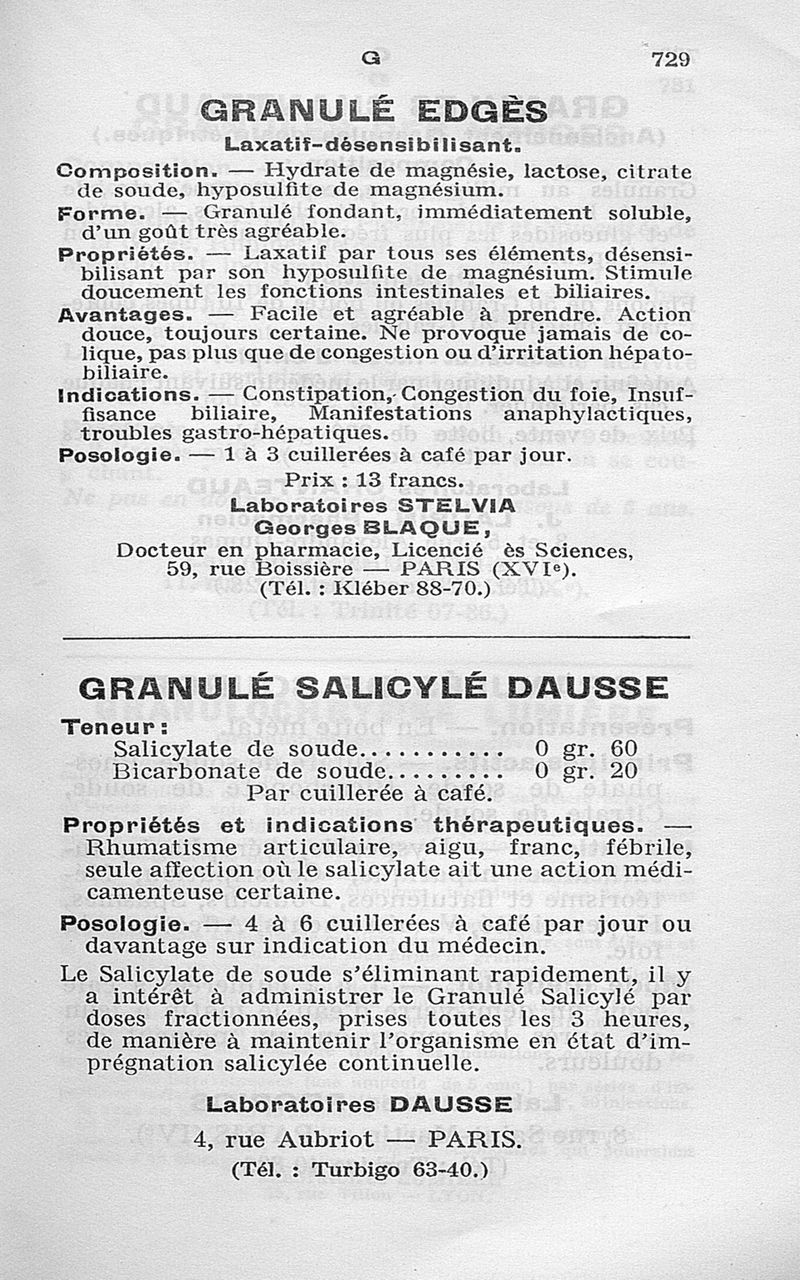 G 729
GRANULÉ EDGÈS
Laxatif-désensibilisant.
Composition. — Hydrate de magnésie, lactose, citrate
de soude, hyposulfite de magnésium.
Forme. — Granulé fondant, immédiatement soluble,
d'un goût très agréable.
Propriétés. — Laxatif par tous ses éléments, désensi-
bilisant par son hyposulfite de magnésium. Stimule
doucement les fonctions intestinales et biliaires.
Avantages. — Facile et agréable à prendre. Action
douce, toujours certaine. Ne provoque jamais de co-
lique, pas plus que de congestion ou d'irritation hépato-
biliaire.
Indications. — Constipation, Congestion du foie, Insuf-
fisance biliaire, Manifestations anaphylactiques,
troubles gastro-hépatiques.
Posologie. — 1 à 3 cuillerées à café par jour.
Prix : 13 francs.
Laboratoires STELVIA
Georges BLAQUE,
Docteur en pharmacie, Licencié ès Sciences,
59, rue Boissière — PARIS (XVIe).
(Tél. : Kléber 88-70.)
GRANULÉ SALICYLÉ DAUSSE
Teneur :
Salicylate de soude........... 0 gr. 60
Bicarbonate de soude......... 0 gr. 20
Par cuillerée à café.
Propriétés et indications thérapeutiques. —
Rhumatisme articulaire, aigu, franc, fébrile,
seule affection où le salicylate ait une action médi-
camenteuse certaine.
Posologie. — 4 à 6 cuillerées à café par jour ou
davantage sur indication du médecin.
Le Salicylate de soude s'éliminant rapidement, il y
a intérêt à administrer le Granulé Salicylé par
doses fractionnées, prises toutes les 3 heures,
de manière à maintenir l'organisme en état d'im-
prégnation salicylée continuelle.
Laboratoires DAUSSE
4, rue Aubriot — PARIS.
(Tél. : Turbigo 63-40.)